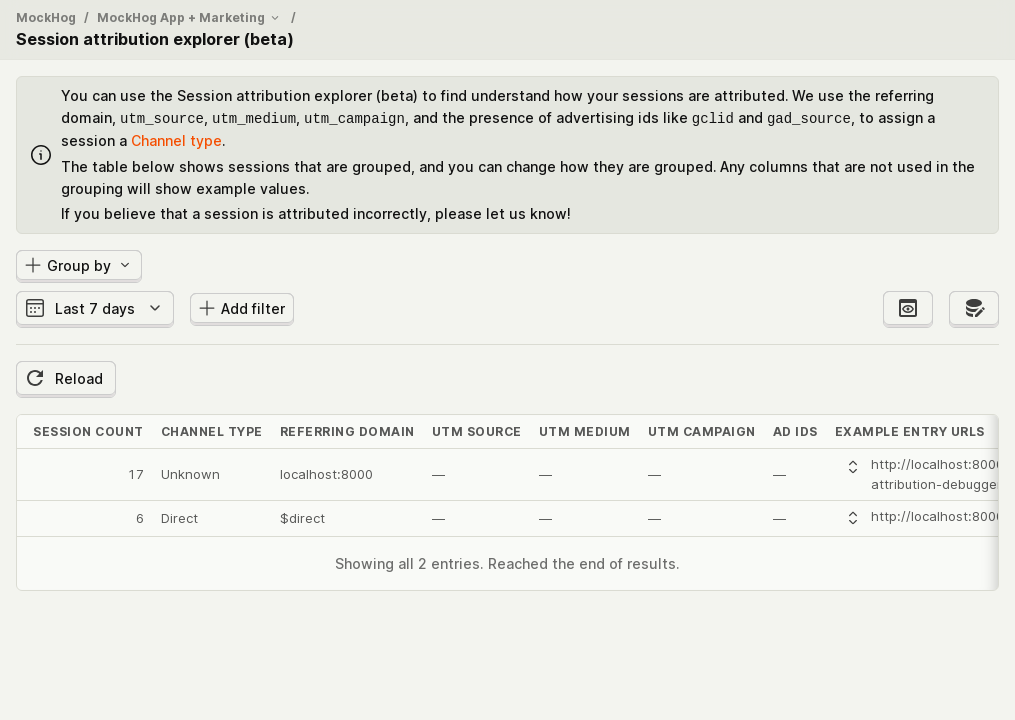 MockHog / MockHog App + Marketing /
Session attribution explorer (beta)
You can use the Session attribution explorer (beta) to find understand how your sessions are attributed. We use the referring
domain, utm_source, utm_medium, utm_campaign, and the presence of advertising ids like gclid and gad_source, to assign a
session a Channel type.
The table below shows sessions that are grouped, and you can change how they are grouped. Any columns that are not used in the
grouping will show example values.
If you believe that a session is attributed incorrectly, please let us know!
Group by
Last 7 days Add filter
Reload
SESSION COUNT CHANNEL TYPE REFERRING DOMAIN UTM SOURCE UTM MEDIUM UTM CAMPAIGN AD IDS EXAMPLE ENTRY URLS
17 Unknown localhost:8000 — — — — http://localhost:800
attribution-debugge
6 Direct $direct — — — — http://localhost:800
Showing all 2 entries. Reached the end of results.